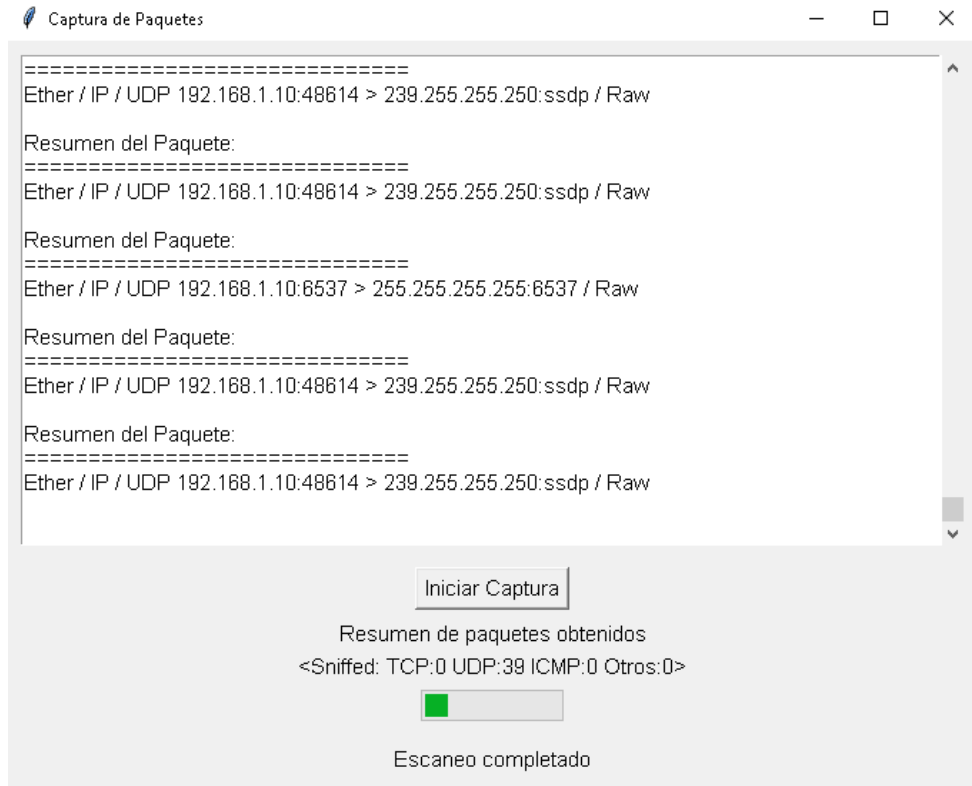 Captura de Paquetes
==============================
Ether / IP / UDP 192.168.1.10:48614 > 239.255.255.250:ssdp / Raw
Resumen del Paquete:
==============================
Ether / IP / UDP 192.168.1.10:48614 > 239.255.255.250:ssdp / Raw
Resumen del Paquete:
==============================
Ether / IP / UDP 192.168.1.10:6537 > 255.255.255.255:6537 / Raw
Resumen del Paquete:
==============================
Ether / IP / UDP 192.168.1.10:48614 > 239.255.255.250:ssdp / Raw
Resumen del Paquete:
==============================
Ether / IP / UDP 192.168.1.10:48614 > 239.255.255.250:ssdp / Raw
Iniciar Captura
Resumen de paquetes obtenidos
<Sniffed: TCP:0 UDP:39 ICMP:0 Otros:0>
Escaneo completado